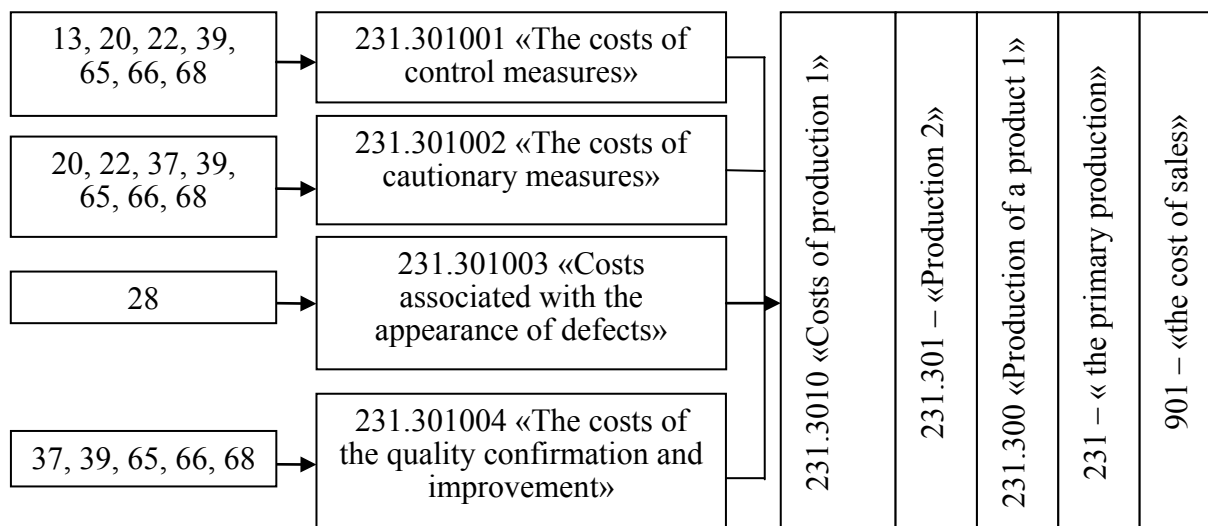 13, 20, 22, 39,
65, 66, 68
231.301001 «The costs of
control measures»
20, 22, 37, 39,
65, 66, 68
231.301002 «The costs of
cautionary measures»
28
231.301003 «Costs
associated with the
appearance of defects»
37, 39, 65, 66, 68
231.301004 «The costs of
the quality confirmation and
improvement»
231.3010 «Costs of production 1»
231.301 – «Production 2»
231.300 «Production of a product 1»
231 – « the primary production»
901 – «the cost of sales»